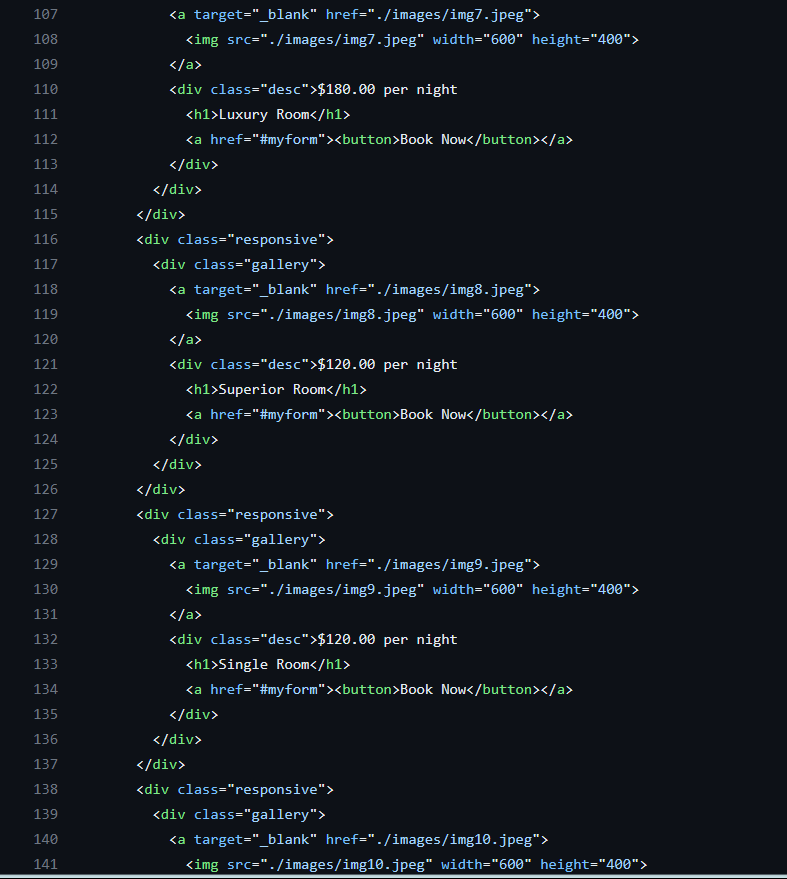 107 <a target="_blank" href="./images/img7.jpeg">
108 <img src="./images/img7.jpeg" width="600" height="400">
109 </a>
110 <div class="desc">$180.00 per night
111 <h1>Luxury Room</h1>
112 <a href="#myform"><button>Book Now</button></a>
113 </div>
114 </div>
115 </div>
116 <div class="responsive">
117 <div class="gallery">
118 <a target="_blank" href="./images/img8.jpeg">
119 <img src="./images/img8.jpeg" width="600" height="400">
120 </a>
121 <div class="desc">$120.00 per night
122 <h1>Superior Room</h1>
123 <a href="#myform"><button>Book Now</button></a>
124 </div>
125 </div>
126 </div>
127 <div class="responsive">
128 <div class="gallery">
129 <a target="_blank" href="./images/img9.jpeg">
130 <img src="./images/img9.jpeg" width="600" height="400">
131 </a>
132 <div class="desc">$120.00 per night
133 <h1>Single Room</h1>
134 <a href="#myform"><button>Book Now</button></a>
135 </div>
136 </div>
137 </div>
138 <div class="responsive">
139 <div class="gallery">
140 <a target="_blank" href="./images/img10.jpeg">
141 <img src="./images/img10.jpeg" width="600" height="400">